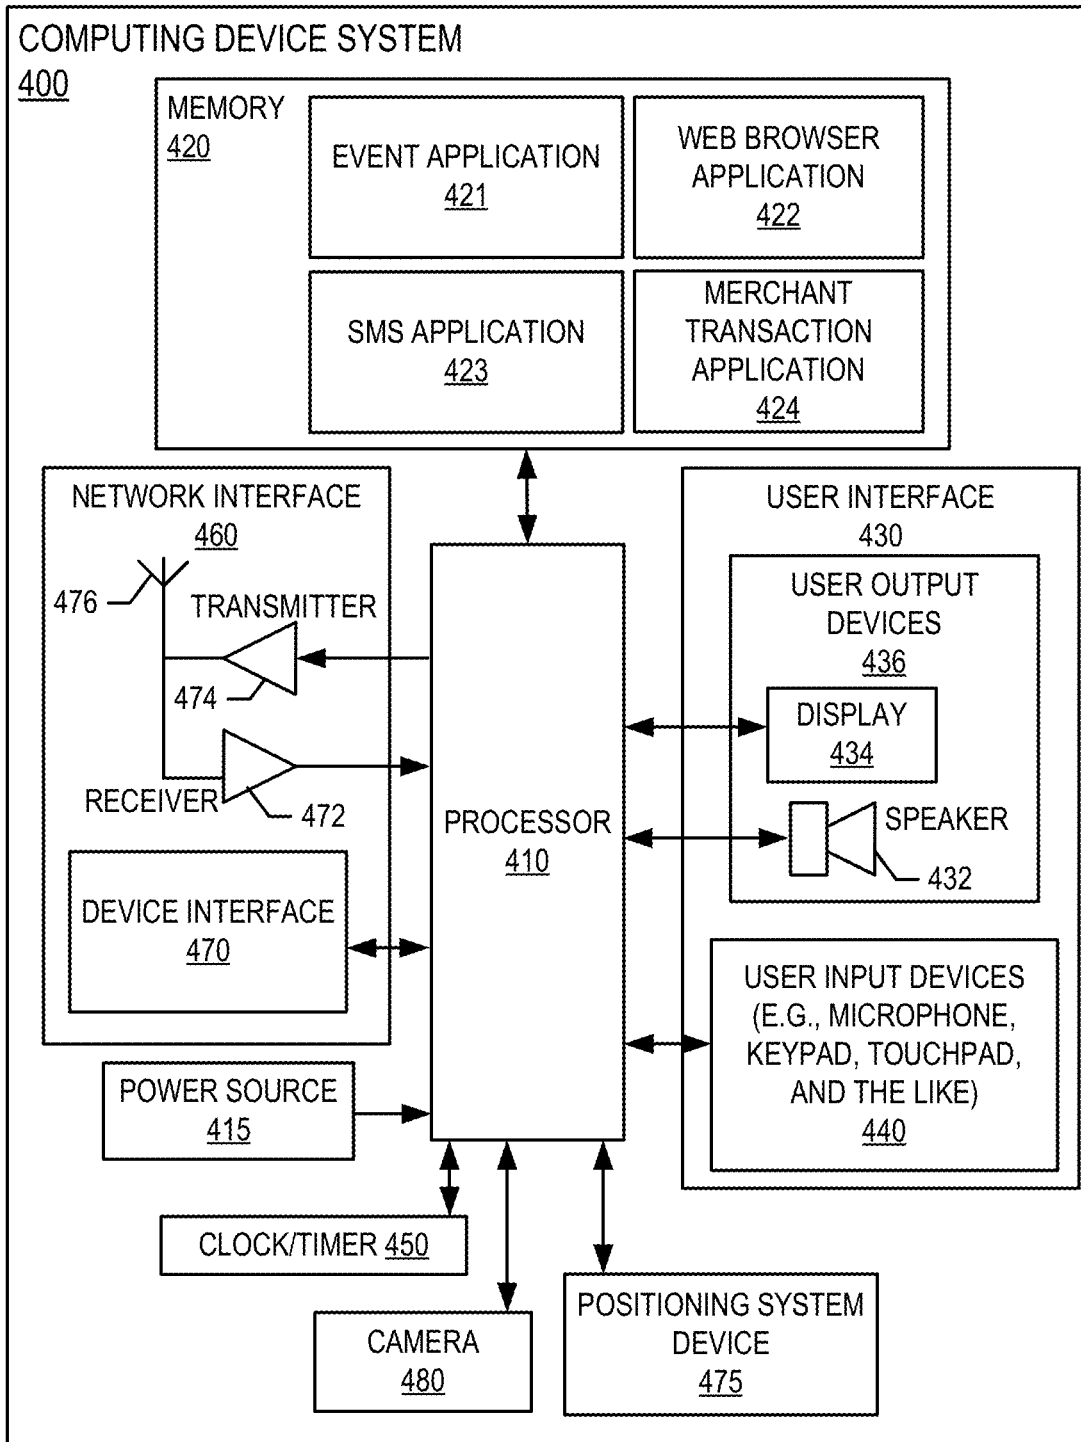 COMPUTING DEVICE SYSTEM
400
MEMORY
420
EVENT APPLICATION
421
WEB BROWSER
APPLICATION
422
SMS APPLICATION
423
MERCHANT
TRANSACTION
APPLICATION
424
NETWORK INTERFACE
460
476
TRANSMITTER
474
RECEIVER
472
DEVICE INTERFACE
470
PROCESSOR
410
USER INTERFACE
430
USER OUTPUT
DEVICES
436
DISPLAY
434
SPEAKER
432
USER INPUT DEVICES
(E.G., MICROPHONE,
KEYPAD, TOUCHPAD,
AND THE LIKE)
440
POWER SOURCE
415
CLOCK/TIMER 450
CAMERA
480
POSITIONING SYSTEM
DEVICE
475